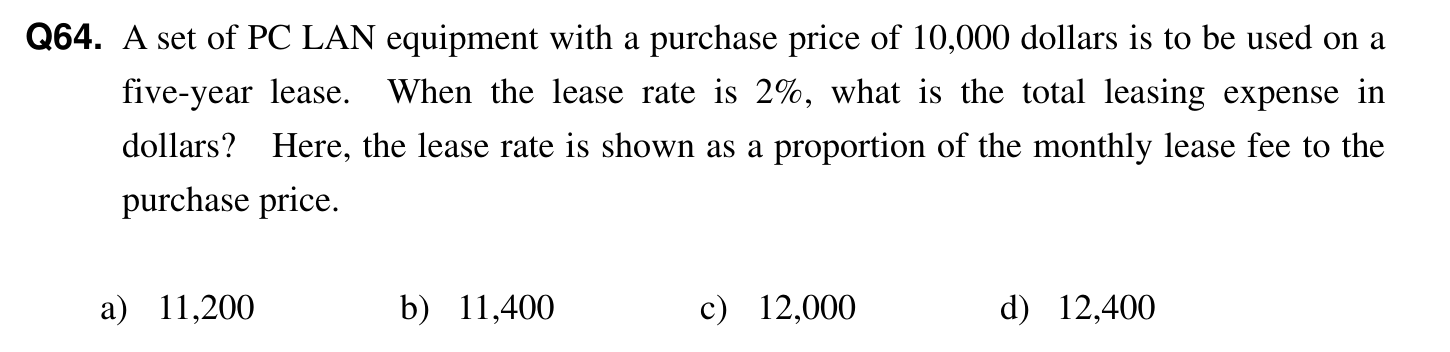 Q64. A set of PC LAN equipment with a purchase price of 10,000 dollars is to be used on a
five-year lease. When the lease rate is 2%, what is the total leasing expense in
dollars? Here, the lease rate is shown as a proportion of the monthly lease fee to the
purchase price.
a) 11,200 b) 11,400 c) 12,000 d) 12,400